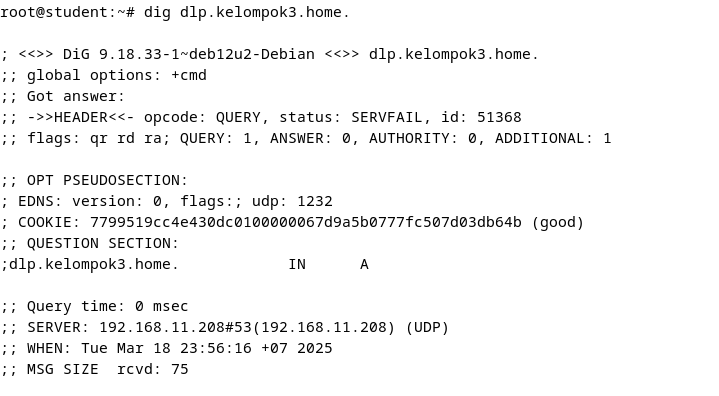 root@student:~# dig dlp.kelompok3.home.

; <<>> DiG 9.18.33-1~deb12u2-Debian <<>> dlp.kelompok3.home.
;; global options: +cmd
;; Got answer:
;; ->>HEADER<<- opcode: QUERY, status: SERVFAIL, id: 51368
;; flags: qr rd ra; QUERY: 1, ANSWER: 0, AUTHORITY: 0, ADDITIONAL: 1

;; OPT PSEUDOSECTION:
; EDNS: version: 0, flags:; udp: 1232
; COOKIE: 7799519cc4e430dc0100000067d9a5b0777fc507d03db64b (good)
;; QUESTION SECTION:
;dlp.kelompok3.home.            IN      A

;; Query time: 0 msec
;; SERVER: 192.168.11.208#53(192.168.11.208) (UDP)
;; WHEN: Tue Mar 18 23:56:16 +07 2025
;; MSG SIZE  rcvd: 75